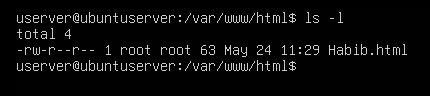 userver@ubuntuserver:/var/www/html$ ls -l
total 4
-rw-r--r-- 1 root root 63 May 24 11:29 Habib.html
userver@ubuntuserver:/var/www/html$